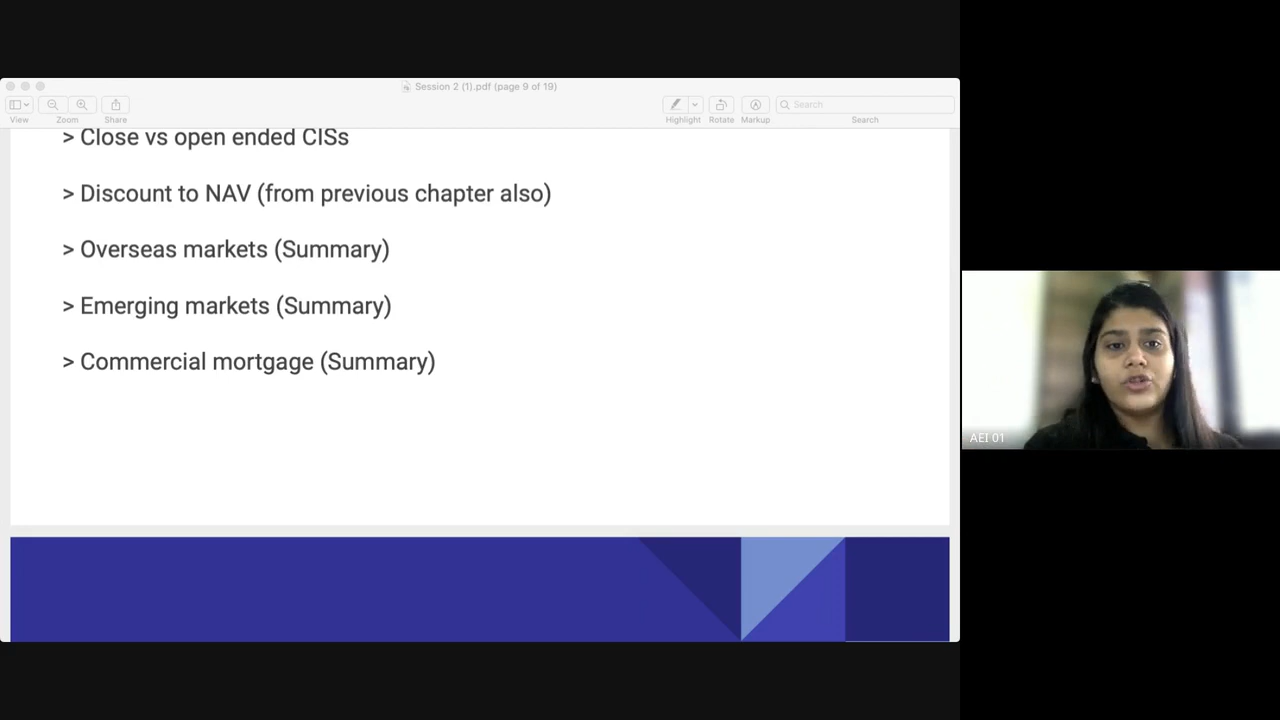 Session 2 (1).pdf (page 9 of 19)
View
Zoom
Share
Highlight
Rotate
Markup
Search
Search
> Close vs open ended CISs
> Discount to NAV (from previous chapter also)
> Overseas markets (Summary)
> Emerging markets (Summary)
> Commercial mortgage (Summary)
AEI 01